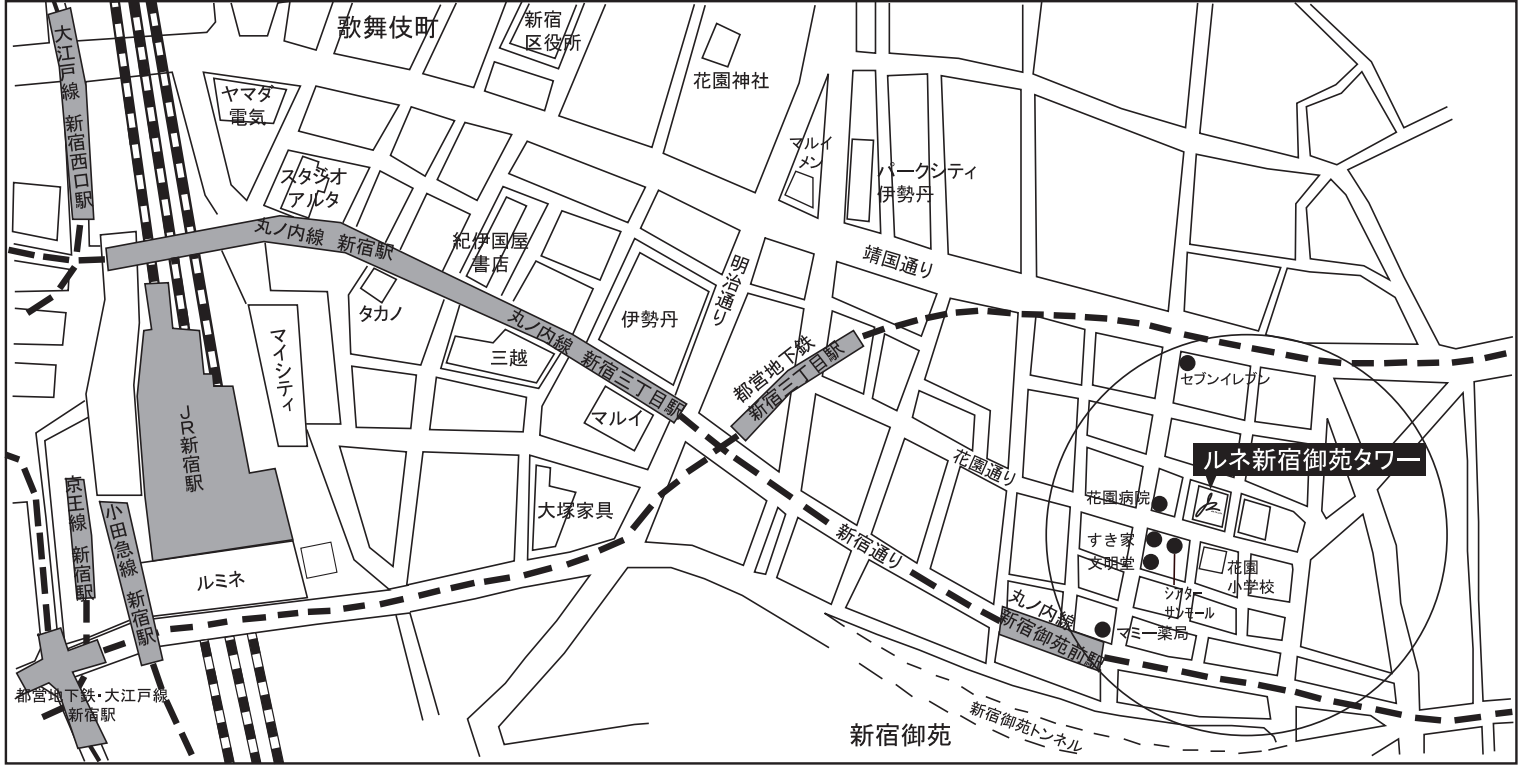 大江戸線 新宿西口駅
歌舞伎町
新宿
区役所
花園神社
ヤマダ
電気
マルイ
メン
パークシティ
伊勢丹
スタジオ
アルタ
丸ノ内線 新宿駅
紀伊国屋
書店
明治通り
靖国通り
タカノ
伊勢丹
マイシティ
丸ノ内線 新宿三丁目駅
三越
都営地下鉄
新宿三丁目駅
セブンイレブン
JR新宿駅
マルイ
花園通り
ルネ新宿御苑タワー
京王線 新宿駅
小田急線 新宿駅
大塚家具
花園病院
新宿通り
すき家
文明堂
花園
小学校
ルミネ
シアター
サンモール
丸ノ内線
新宿御苑前駅
マミー薬局
都営地下鉄・大江戸線
新宿駅
新宿御苑トンネル
新宿御苑